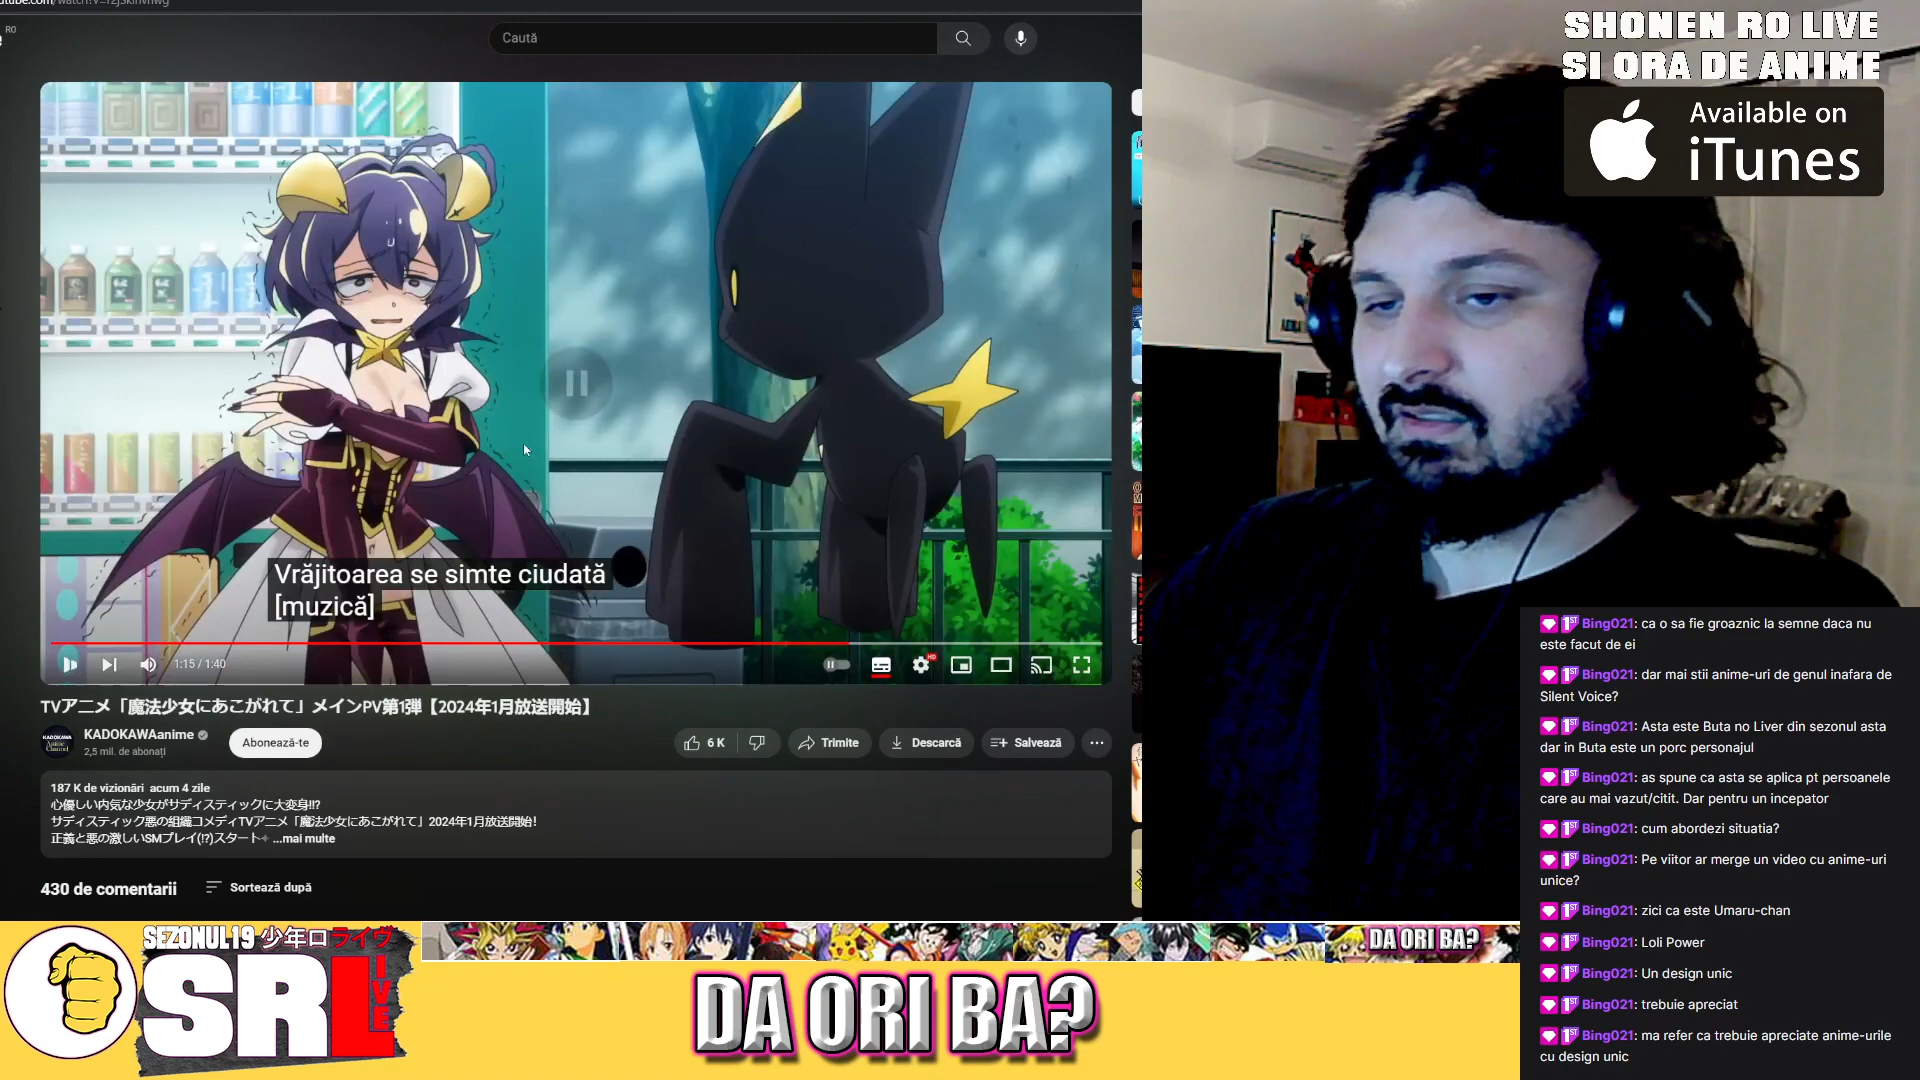 RO
Caută
SHONEN RO LIVE
SI ORA DE ANIME
Available on
iTunes
Vrăjitoarea se simte ciudată
[muzică]
1:15 / 1:40
HD
TVアニメ「魔法少女にあこがれて」メインPV第1弾【2024年1月放送開始】
KADOKAWAanime
2,5 mil. de abonați
Abonează-te
6 K
Trimite
Descarcă
Salvează
187 K de vizionări acum 4 zile
心優しい内気な少女がサディスティックに大変身!!?
サディスティック悪の組織コメディTVアニメ「魔法少女にあこがれて」2024年1月放送開始!
正義と悪の激しいSMプレイ(!?)スタート ...mai multe
430 de comentarii
Sortează după
Bing021: ca o sa fie groaznic la semne daca nu
este facut de ei
Bing021: dar mai stii anime-uri de genul inafara de
Silent Voice?
Bing021: Asta este Buta no Liver din sezonul asta
dar in Buta este un porc personajul
Bing021: as spune ca asta se aplica pt persoanele
care au mai vazut/citit. Dar pentru un incepator
Bing021: cum abordezi situatia?
Bing021: Pe viitor ar merge un video cu anime-uri
unice?
Bing021: zici ca este Umaru-chan
Bing021: Loli Power
Bing021: Un design unic
Bing021: trebuie apreciat
Bing021: ma refer ca trebuie apreciate anime-urile
cu design unic
SEZONUL19 少年ロライヴ
SRL
LIVE
DA ORI BA?
DA ORI BA?